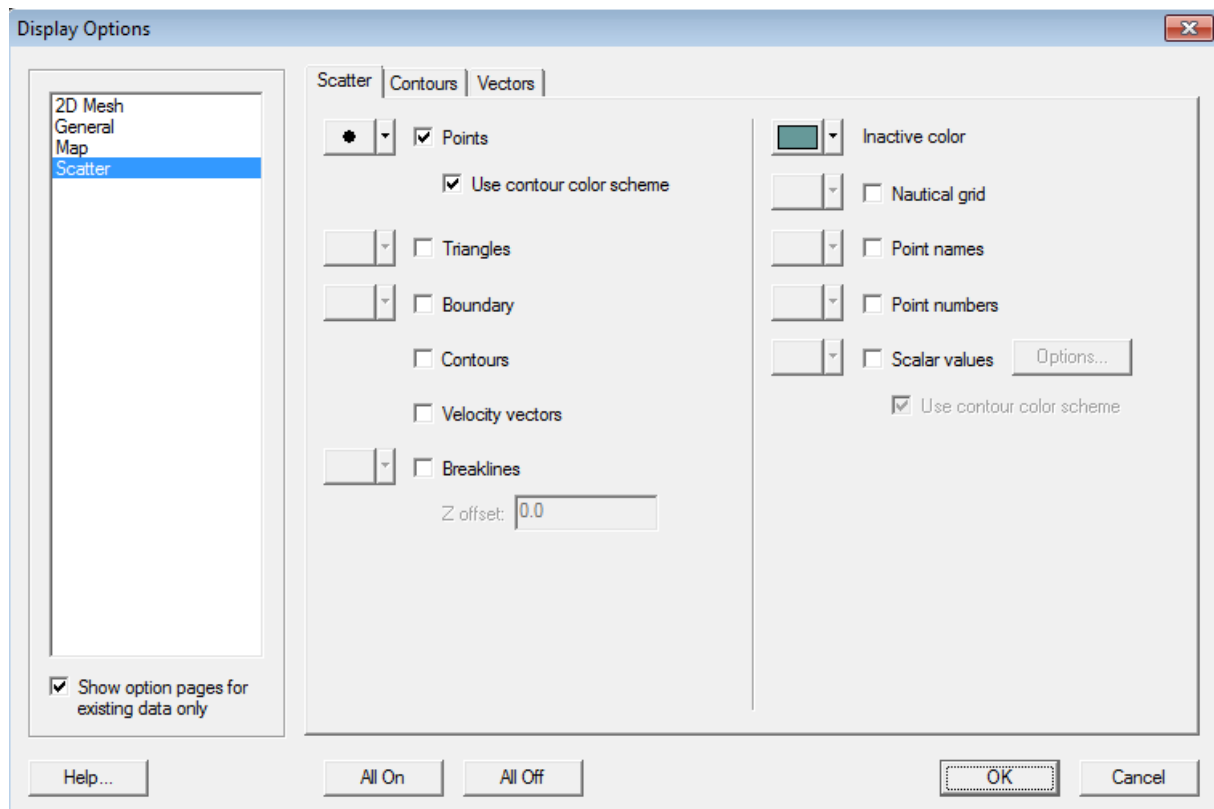 Display Options
2D Mesh
General
Map
Scatter
Show option pages for
existing data only
Scatter
Contours
Vectors
Points
Use contour color scheme
Triangles
Boundary
Contours
Velocity vectors
Breaklines
Z offset: 0.0
Inactive color
Nautical grid
Point names
Point numbers
Scalar values
Options...
Use contour color scheme
Help...
All On
All Off
OK
Cancel